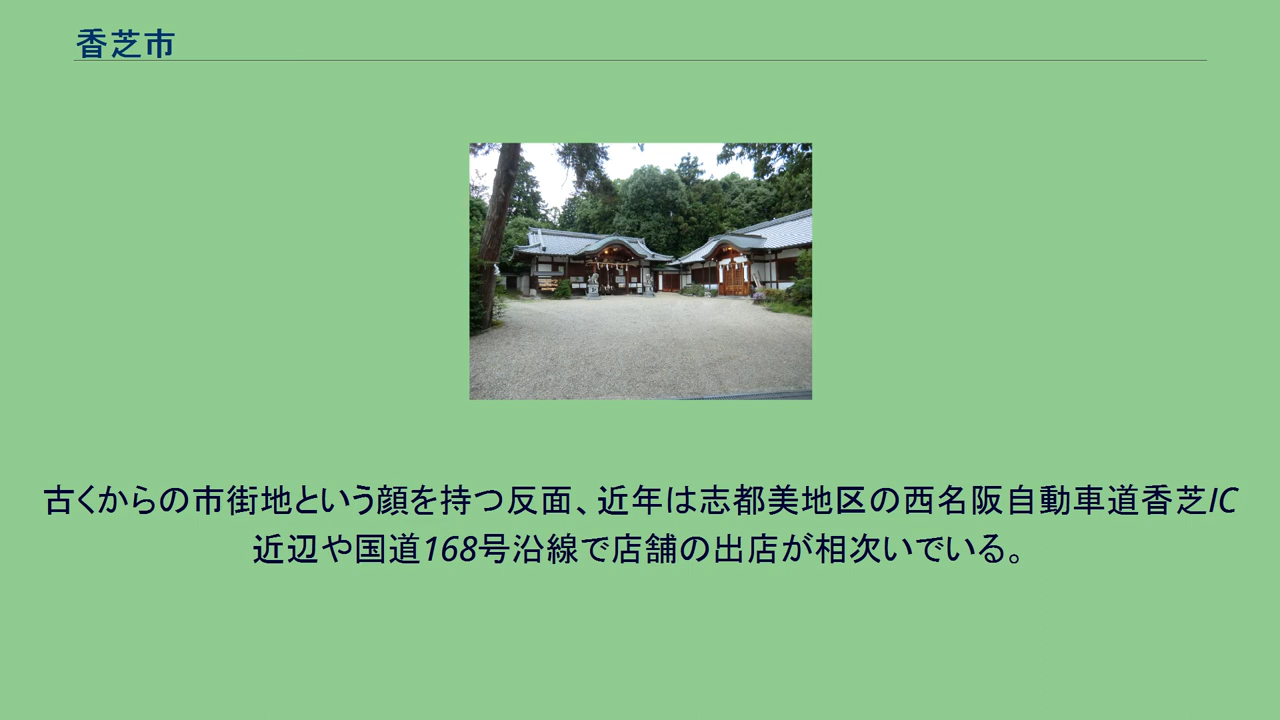 香芝市
古くからの市街地という顔を持つ反面、近年は志都美地区の西名阪自動車道香芝IC
近辺や国道168号沿線で店舗の出店が相次いでいる。